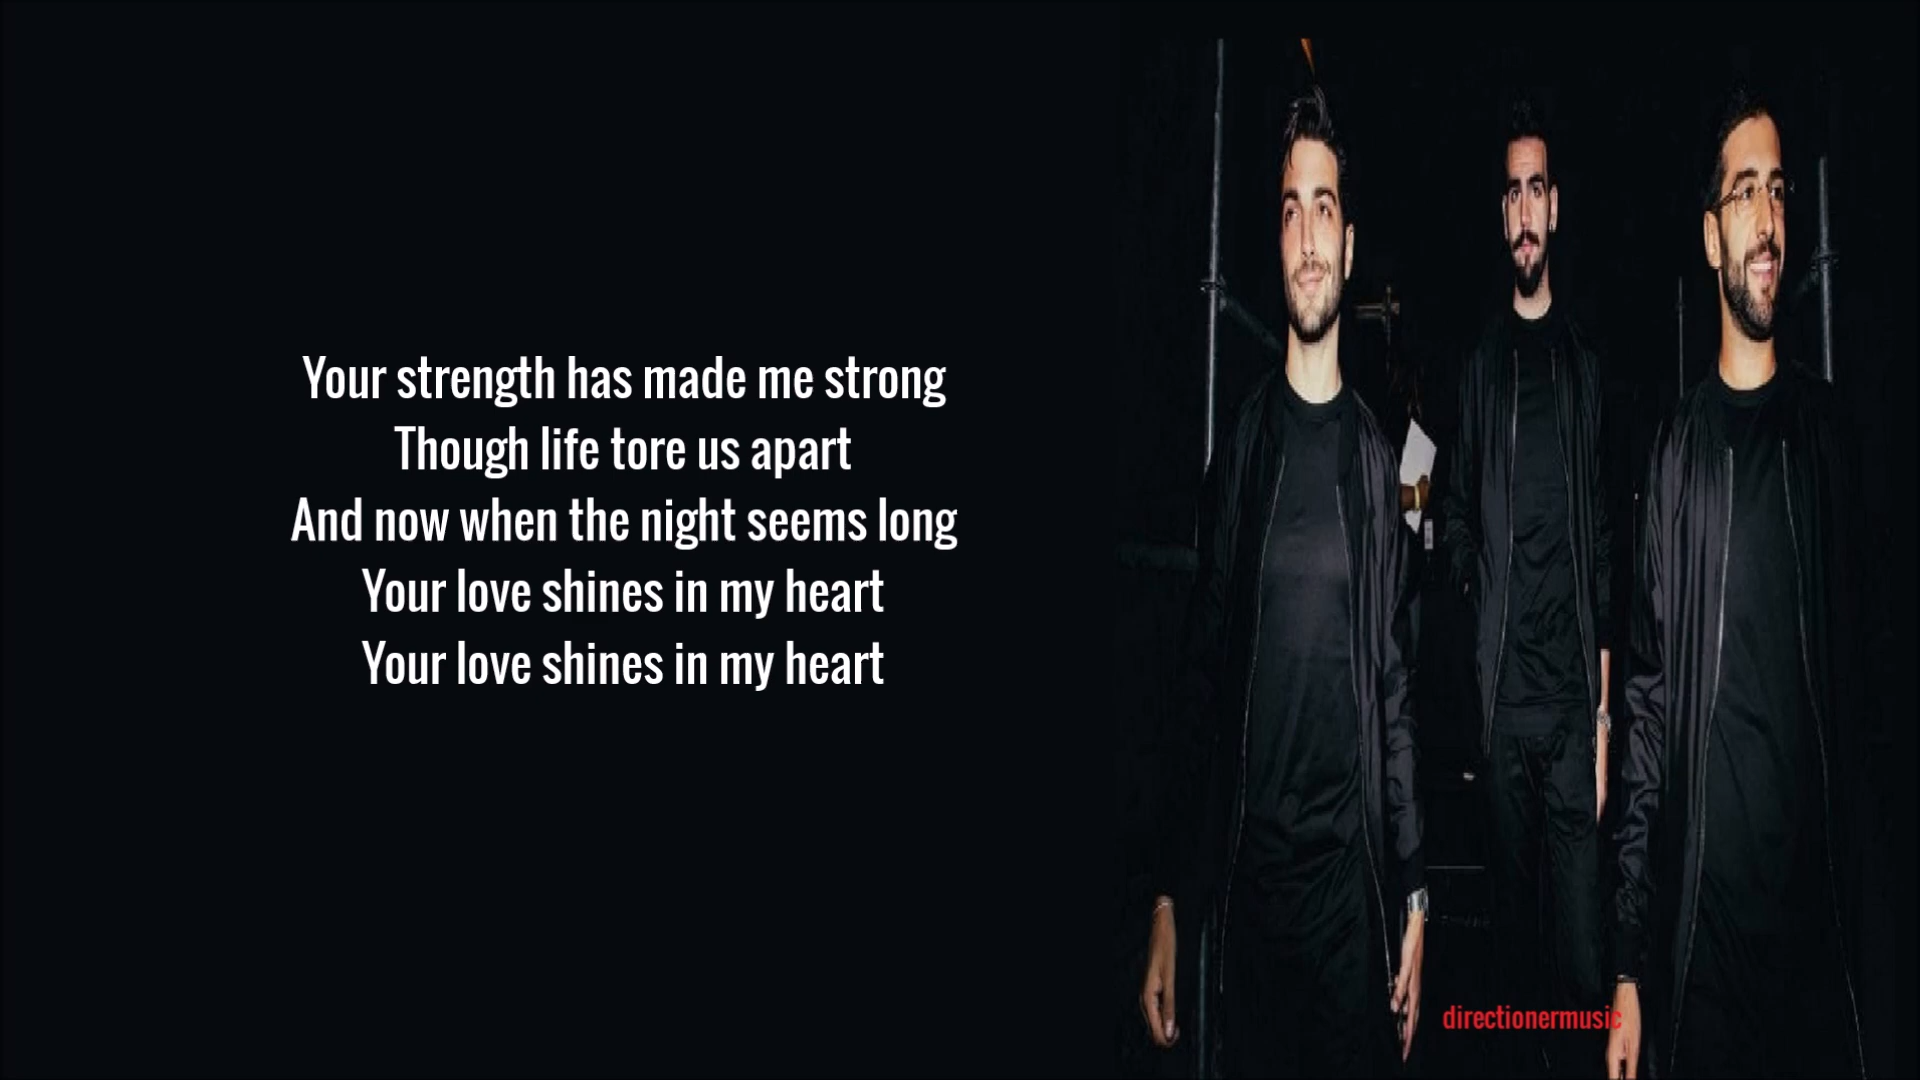 Your strength has made me strong
Though life tore us apart
And now when the night seems long
Your love shines in my heart
Your love shines in my heart
directionermusic